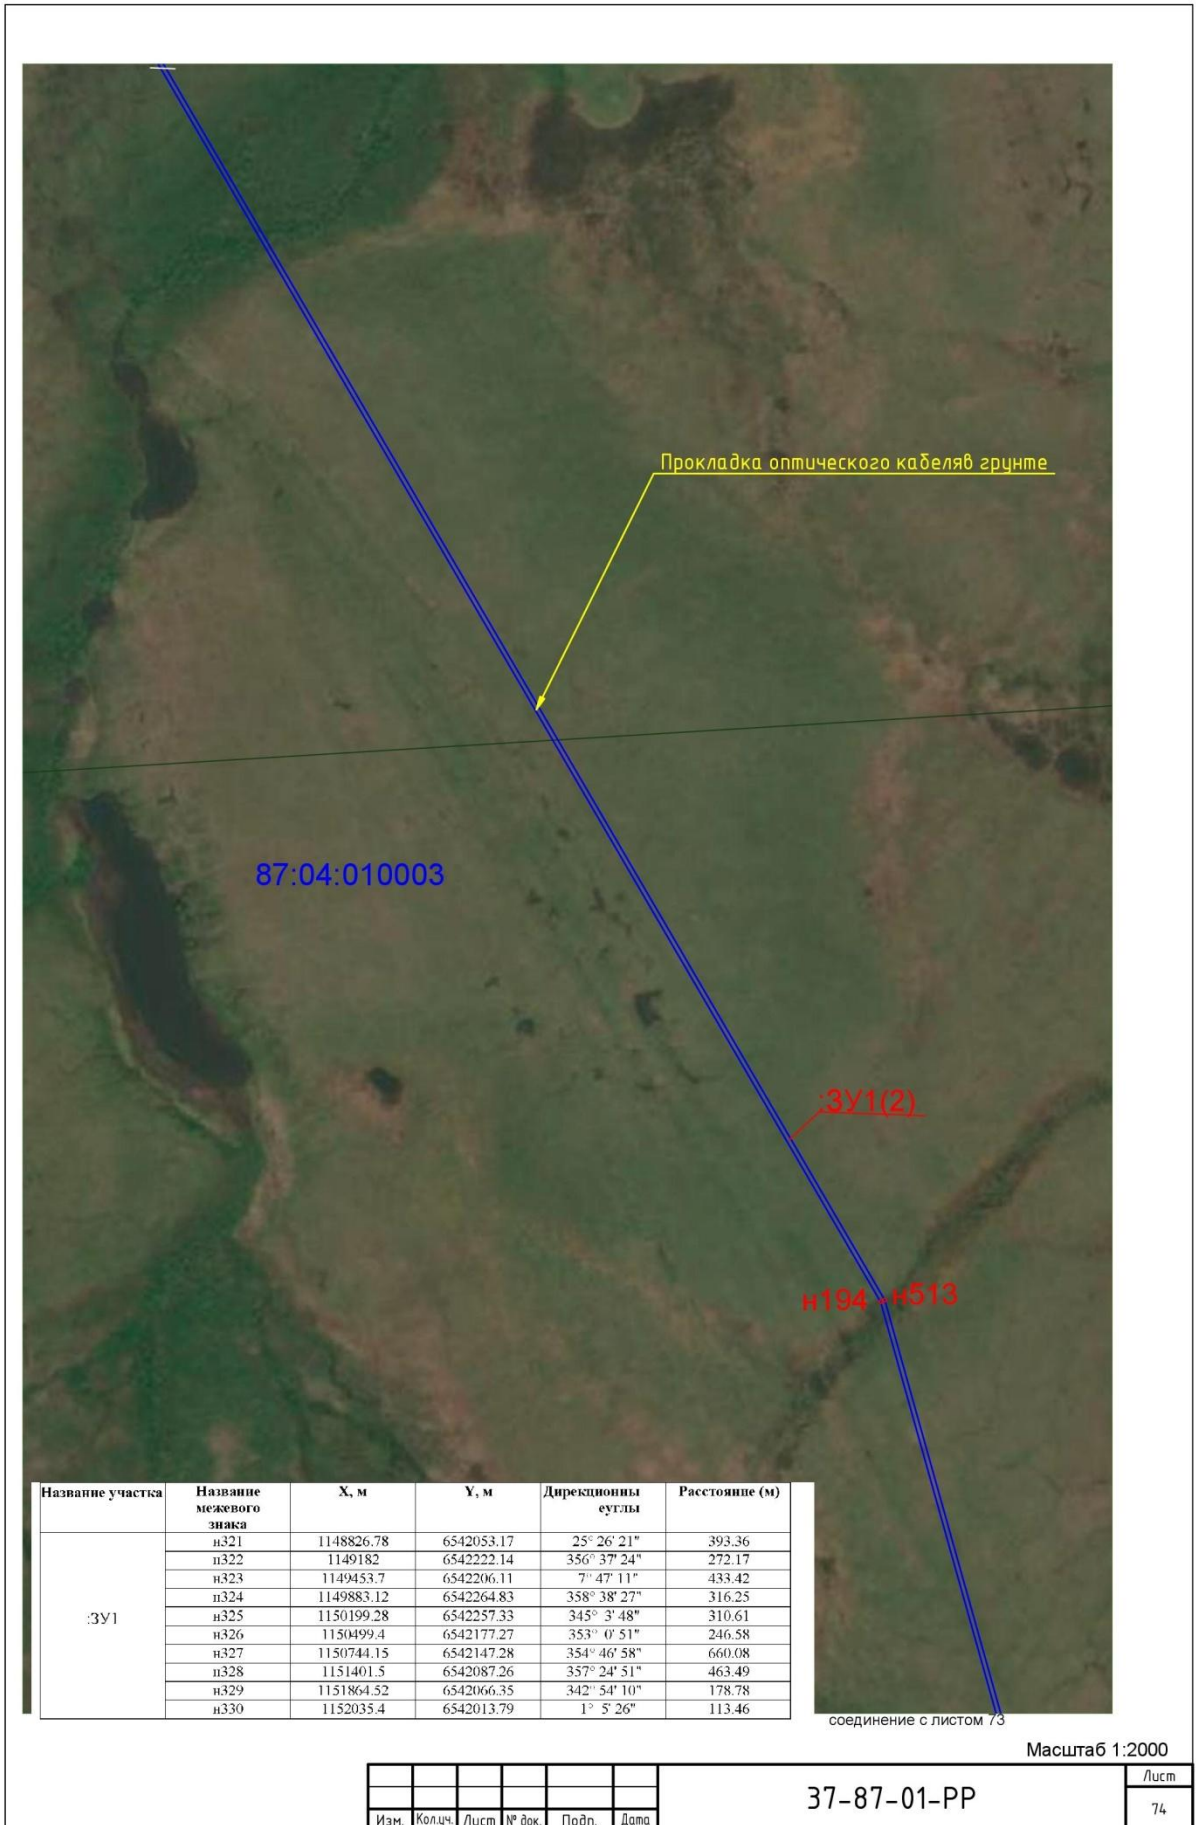 Прокладка оптического кабеляв грунте
87:04:010003
:ЗУ1(2)
н194 н513
Название участка Название межевого знака X, м Y, м Дирекционны еуглы Расстояние (м)
:ЗУ1
н321 1148826.78 6542053.17 25° 26' 21" 393.36
н322 1149182 6542222.14 356° 37' 24" 272.17
н323 1149453.7 6542206.11 7° 47' 11" 433.42
н324 1149883.12 6542264.83 358° 38' 27" 316.25
н325 1150199.28 6542257.33 345° 3' 48" 310.61
н326 1150499.4 6542177.27 353° 0' 51" 246.58
н327 1150744.15 6542147.28 354° 46' 58" 660.08
н328 1151401.5 6542087.26 357° 24' 51" 463.49
н329 1151864.52 6542066.35 342° 54' 10" 178.78
н330 1152035.4 6542013.79 1° 5' 26" 113.46
соединение с листом 73
Масштаб 1:2000
37-87-01-РР
Лист
74
Изм. Кол.уч. Лист № док. Подп. Дата